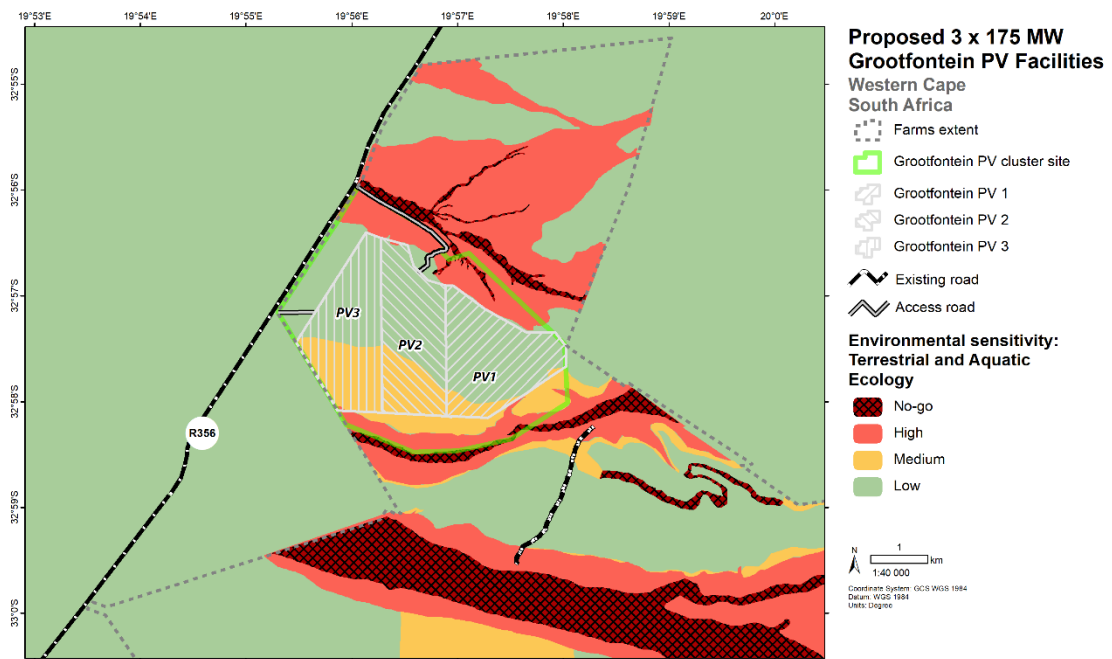 19°53'E 19°54'E 19°55'E 19°56'E 19°57'E 19°58'E 19°59'E 20°0'E
32°55'S
32°56'S
32°57'S
32°58'S
32°59'S
33°0'S
PV3
PV2
PV1
R356
Proposed 3 x 175 MW
Grootfontein PV Facilities
Western Cape
South Africa
Farms extent
Grootfontein PV cluster site
Grootfontein PV 1
Grootfontein PV 2
Grootfontein PV 3
Existing road
Access road
Environmental sensitivity:
Terrestrial and Aquatic
Ecology
No-go
High
Medium
Low
N
1
km
1:40 000
Coordinate System: GCS WGS 1984
Datum: WGS 1984
Units: Degree